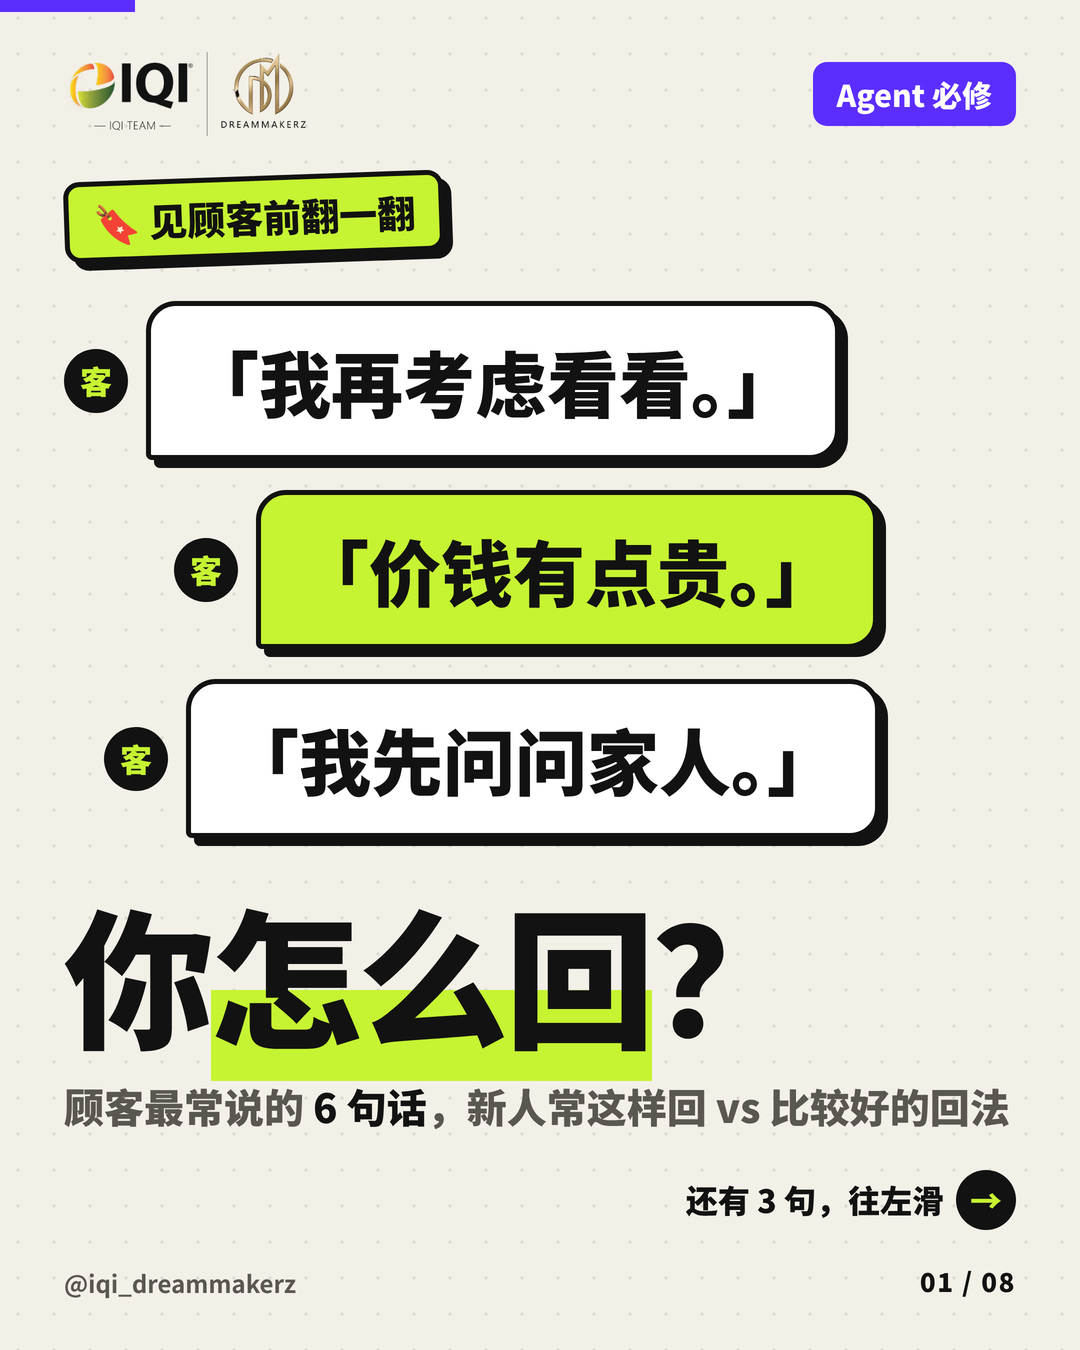 IQI®
— IQI TEAM —
DREAMMAKERZ
Agent 必修
见顾客前翻一翻
客
「我再考虑看看。」
客
「价钱有点贵。」
客
「我先问问家人。」
你怎么回？
顾客最常说的 6 句话，新人常这样回 vs 比较好的回法
还有 3 句，往左滑 →
@iqi_dreammakerz
01 / 08